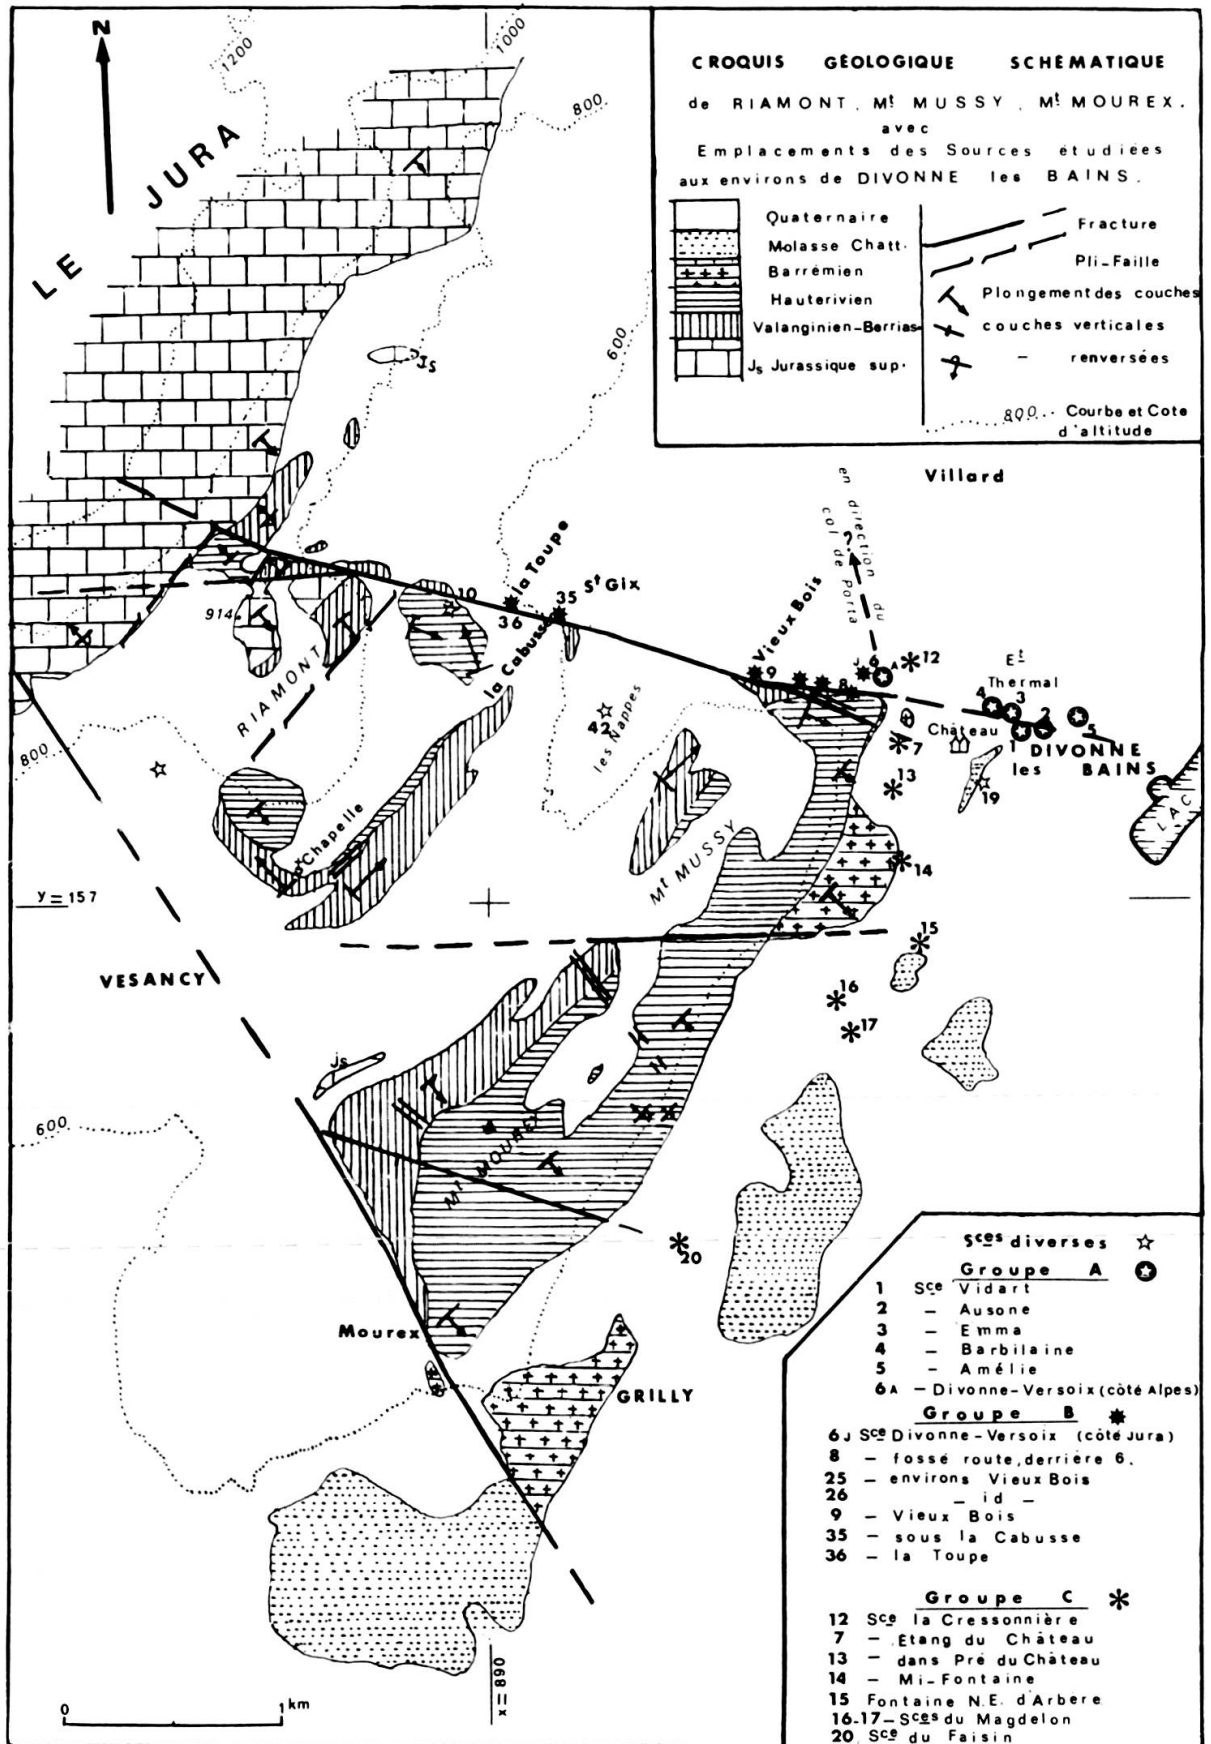 N
1200
1000
800
LE JURA
CROQUIS GÉOLOGIQUE SCHÉMATIQUE
de RIAMONT, Mt MUSSY, Mt MOUREX.
avec
Emplacements des Sources étudiées
aux environs de DIVONNE les BAINS.
Quaternaire
Molasse Chatt.
Barrémien
Hauterivien
Valanginien-Berrias
Js Jurassique sup.
Fracture
Pli-Faille
Plongement des couches
couches verticales
- renversées
800... Courbe et Cote
d'altitude
Js
600
Villard
en direction du
col de Porta
?
la Toupe
St Gix
10
36
35
la Cabusse
914
RIAMONT
Vieux Bois
9
8
J 6 A
12
Et
Thermal
4
3
2
5
1
Château
DIVONNE
les BAINS
7
13
19
LAC
42
les Nappes
800
la Chapelle
Mt MUSSY
14
y = 157
15
VESANCY
16
17
js
600
Mt MOUREX
20
Mourex
GRILLY
x = 890
0
1 km
Sces diverses
Groupe A
1 Sce Vidart
2 - Ausone
3 - Emma
4 - Barbilaine
5 - Amélie
6A - Divonne-Versoix (côté Alpes)
Groupe B
6J Sce Divonne-Versoix (côté Jura)
8 - fossé route, derrière 6.
25 - environs Vieux Bois
26 - id -
9 - Vieux Bois
35 - sous la Cabusse
36 - la Toupe
Groupe C
12 Sce la Cressonnière
7 - Étang du Château
13 - dans Pré du Château
14 - Mi-Fontaine
15 Fontaine N.E. d'Arbère
16-17-Sces du Magdelon
20 Sce du Faisin